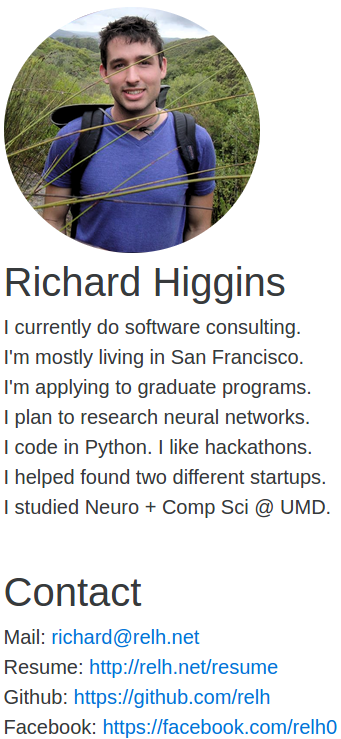 Richard Higgins
I currently do software consulting.
I'm mostly living in San Francisco.
I'm applying to graduate programs.
I plan to research neural networks.
I code in Python. I like hackathons.
I helped found two different startups.
I studied Neuro + Comp Sci @ UMD.
Contact
Mail: richard@relh.net
Resume: http://relh.net/resume
Github: https://github.com/relh
Facebook: https://facebook.com/relh0